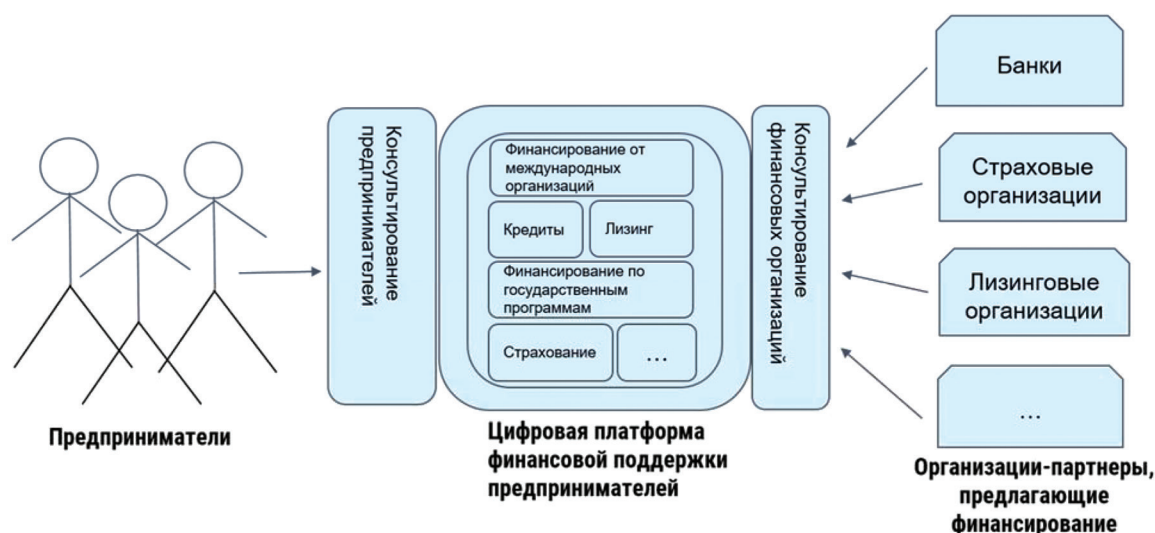 Консультирование
предпринимателей
Финансирование от
международных
организаций
Кредиты
Лизинг
Финансирование по
государственным
программам
Страхование
...
Консультирование
финансовых организаций
Банки
Страховые
организации
Лизинговые
организации
...
Предприниматели
Цифровая платформа
финансовой поддержки
предпринимателей
Организации-партнеры,
предлагающие
финансирование